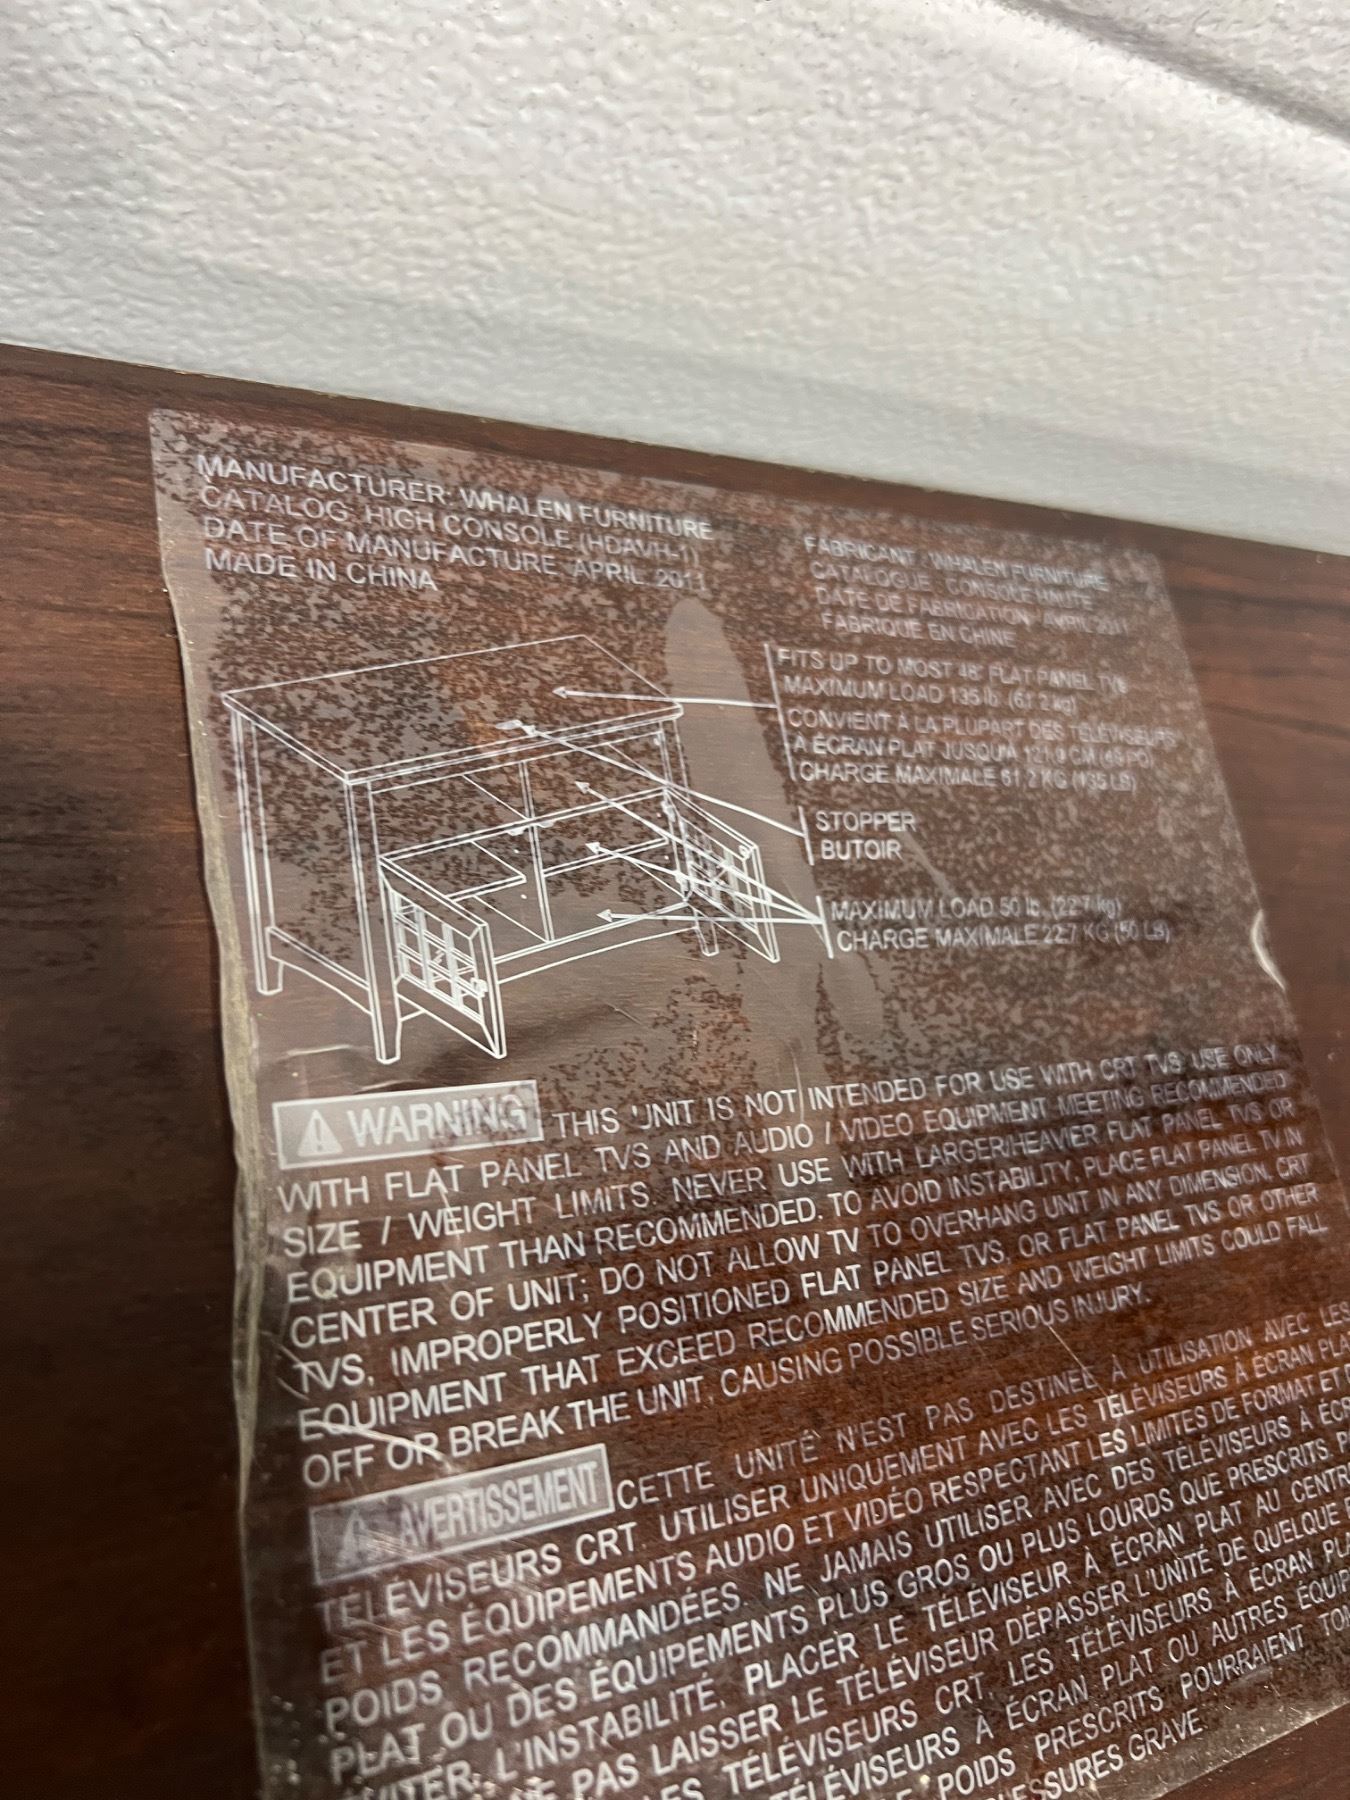 MANUFACTURER: WHALEN FURNITURE
CATALOG: HIGH CONSOLE (HDAVH-1)
DATE OF MANUFACTURE: APRIL, 2011
MADE IN CHINA
FABRICANT: WHALEN FURNITURE
CATALOGUE: CONSOLE HAUTE
DATE DE FABRICATION: AVRIL 2011
FABRIQUE EN CHINE
FITS UP TO MOST 48" FLAT PANEL TVs
MAXIMUM LOAD 135 lb. (61.2 kg)
CONVIENT À LA PLUPART DES TÉLÉVISEURS
À ÉCRAN PLAT JUSQU'À 121.9 CM (48 PO)
CHARGE MAXIMALE 61,2 KG (135 LB)
STOPPER
BUTOIR
MAXIMUM LOAD 50 lb. (22.7 kg)
CHARGE MAXIMALE 22.7 KG (50 LB)
WARNING THIS UNIT IS NOT INTENDED FOR USE WITH CRT TVS. USE ONLY
WITH FLAT PANEL TVS AND AUDIO / VIDEO EQUIPMENT MEETING RECOMMENDED
SIZE / WEIGHT LIMITS. NEVER USE WITH LARGER/HEAVIER FLAT PANEL TVS OR
EQUIPMENT THAN RECOMMENDED. TO AVOID INSTABILITY, PLACE FLAT PANEL TV IN
CENTER OF UNIT; DO NOT ALLOW TV TO OVERHANG UNIT IN ANY DIMENSION. CRT
TVS, IMPROPERLY POSITIONED FLAT PANEL TVS, OR FLAT PANEL TVS OR OTHER
EQUIPMENT THAT EXCEED RECOMMENDED SIZE AND WEIGHT LIMITS COULD FALL
OFF OR BREAK THE UNIT, CAUSING POSSIBLE SERIOUS INJURY.
AVERTISSEMENT CETTE UNITÉ N'EST PAS DESTINÉE À UTILISATION AVEC LES
TÉLÉVISEURS CRT. UTILISER UNIQUEMENT AVEC LES TÉLÉVISEURS À ÉCRAN
ET LES ÉQUIPEMENTS AUDIO ET VIDÉO RESPECTANT LES LIMITES DE FORMAT ET
POIDS RECOMMANDÉES. NE JAMAIS UTILISER AVEC DES TÉLÉVISEURS À
PLAT OU DES ÉQUIPEMENTS PLUS GROS OU PLUS LOURDS QUE PRESCRITS.
L'INSTABILITÉ, PLACER LE TÉLÉVISEUR À ÉCRAN PLAT AU
PAS LAISSER LE TÉLÉVISEUR DÉPASSER L'UNITÉ DE QUELQUE
TÉLÉVISEURS CRT, LES TÉLÉVISEURS À ÉCRAN
TÉLÉVISEURS À ÉCRAN PLAT OU AUTRES
POIDS PRESCRITS POURRAIENT
GRAVE.